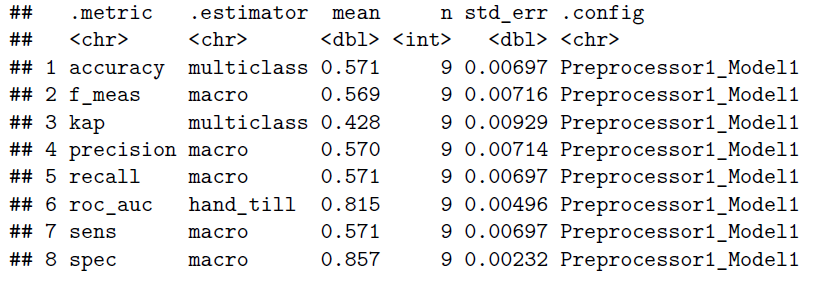 ##   .metric   .estimator  mean     n std_err .config
##   <chr>     <chr>      <dbl> <int>   <dbl> <chr>
## 1 accuracy  multiclass 0.571     9 0.00697 Preprocessor1_Model1
## 2 f_meas    macro      0.569     9 0.00716 Preprocessor1_Model1
## 3 kap       multiclass 0.428     9 0.00929 Preprocessor1_Model1
## 4 precision macro      0.570     9 0.00714 Preprocessor1_Model1
## 5 recall    macro      0.571     9 0.00697 Preprocessor1_Model1
## 6 roc_auc   hand_till  0.815     9 0.00496 Preprocessor1_Model1
## 7 sens      macro      0.571     9 0.00697 Preprocessor1_Model1
## 8 spec      macro      0.857     9 0.00232 Preprocessor1_Model1